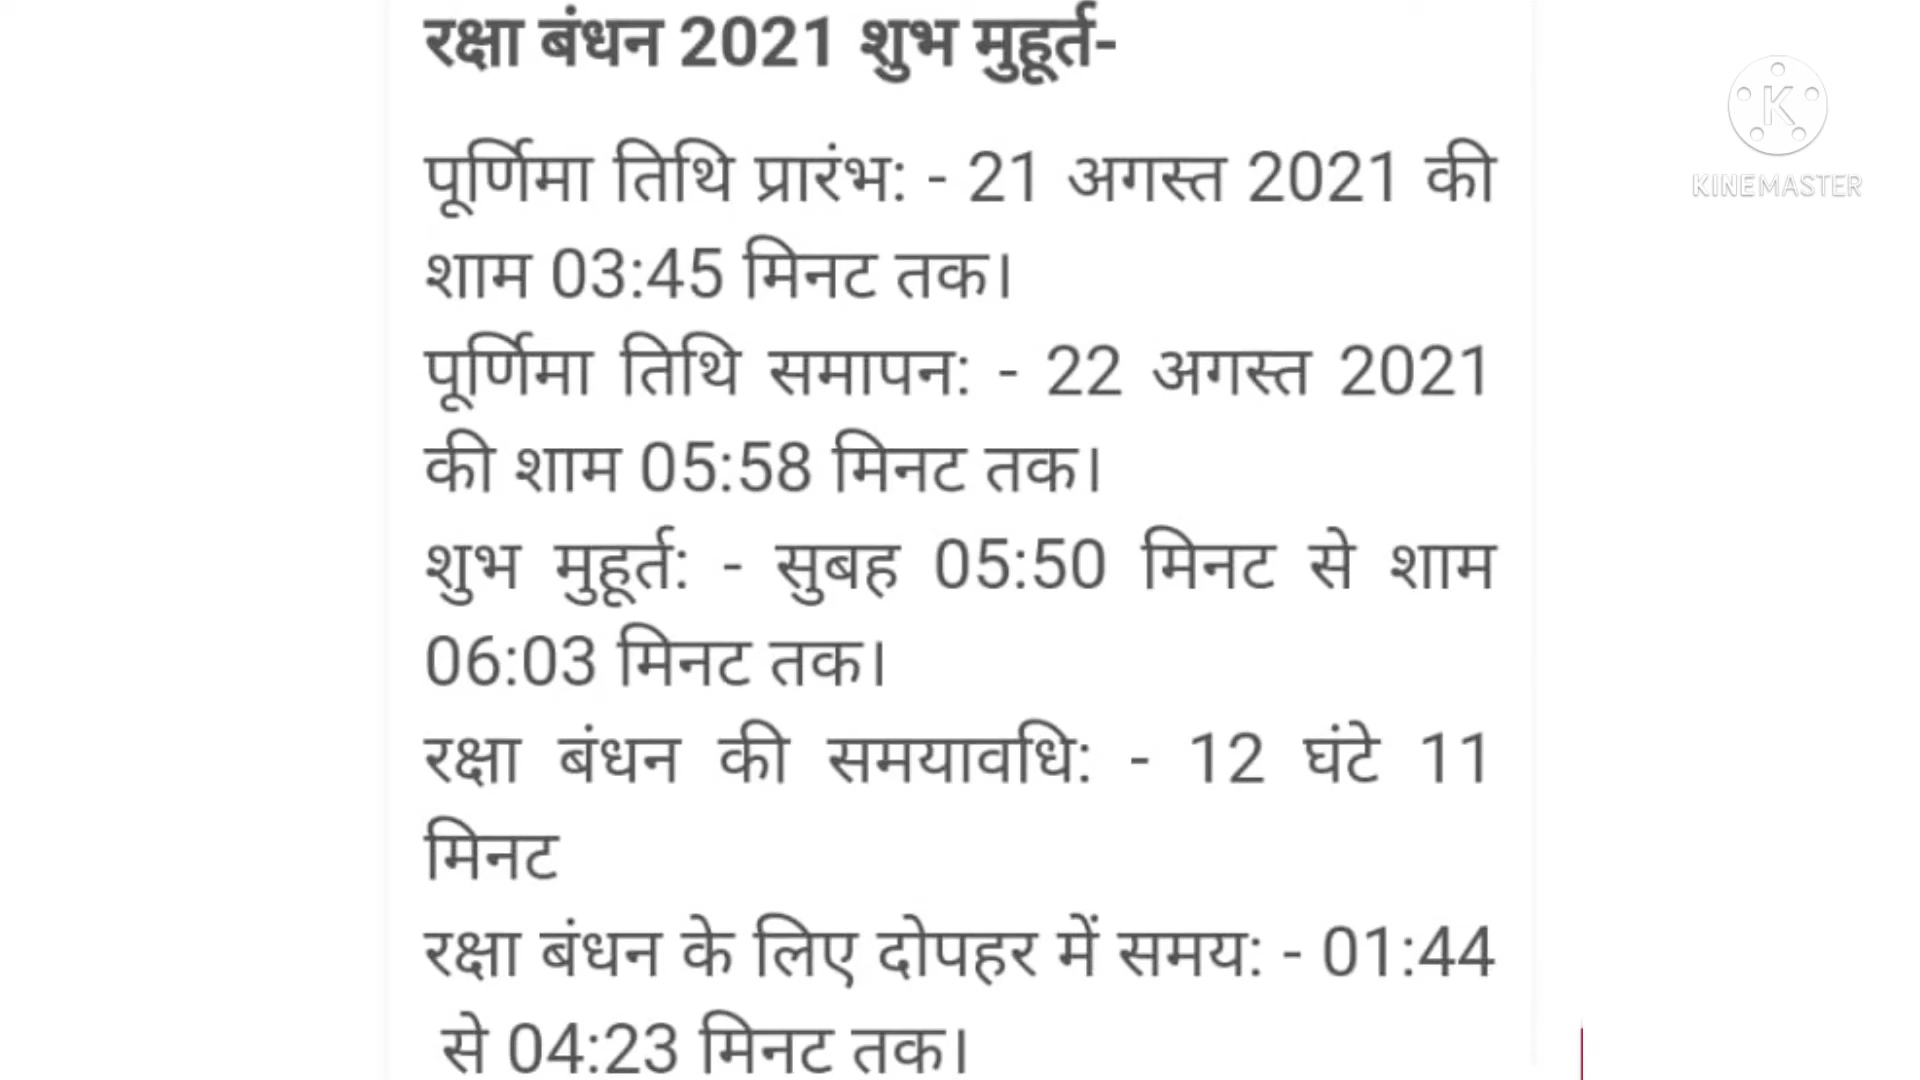 रक्षा बंधन 2021 शुभ मुहूर्त-
पूर्णिमा तिथि प्रारंभ: - 21 अगस्त 2021 की
शाम 03:45 मिनट तक।
पूर्णिमा तिथि समापन: - 22 अगस्त 2021
की शाम 05:58 मिनट तक।
शुभ मुहूर्त: - सुबह 05:50 मिनट से शाम
06:03 मिनट तक।
रक्षा बंधन की समयावधि: - 12 घंटे 11
मिनट
रक्षा बंधन के लिए दोपहर में समय: - 01:44
से 04:23 मिनट तक।
K
KINEMASTER